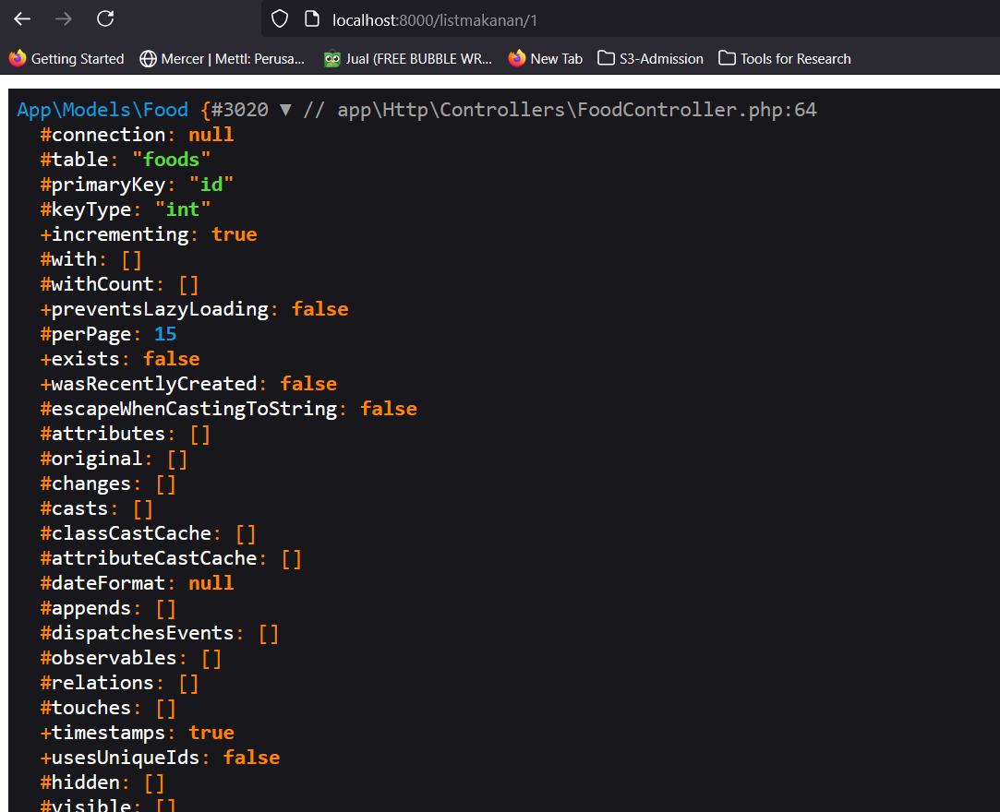 localhost:8000/listmakanan/1
Getting Started Mercer | Mettl: Perusa... Jual (FREE BUBBLE WR... New Tab S3-Admission Tools for Research
App\Models\Food {#3020 ▼ // app\Http\Controllers\FoodController.php:64
#connection: null
#table: "foods"
#primaryKey: "id"
#keyType: "int"
+incrementing: true
#with: []
#withCount: []
+preventsLazyLoading: false
#perPage: 15
+exists: false
+wasRecentlyCreated: false
#escapeWhenCastingToString: false
#attributes: []
#original: []
#changes: []
#casts: []
#classCastCache: []
#attributeCastCache: []
#dateFormat: null
#appends: []
#dispatchesEvents: []
#observables: []
#relations: []
#touches: []
+timestamps: true
+usesUniqueIds: false
#hidden: []
#visible: []